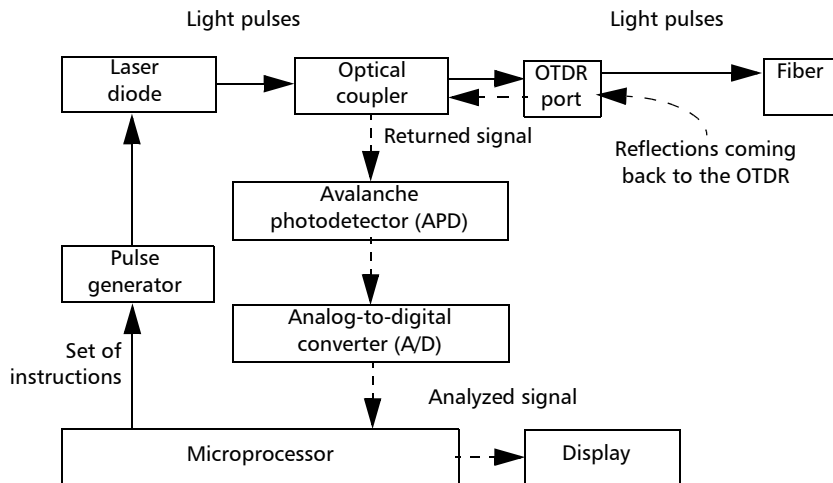 Light pulses
Light pulses
Laser
diode
Optical
coupler
OTDR
port
Fiber
Returned signal
Reflections coming
back to the OTDR
Avalanche
photodetector (APD)
Pulse
generator
Analog-to-digital
converter (A/D)
Set of
instructions
Analyzed signal
Microprocessor
Display